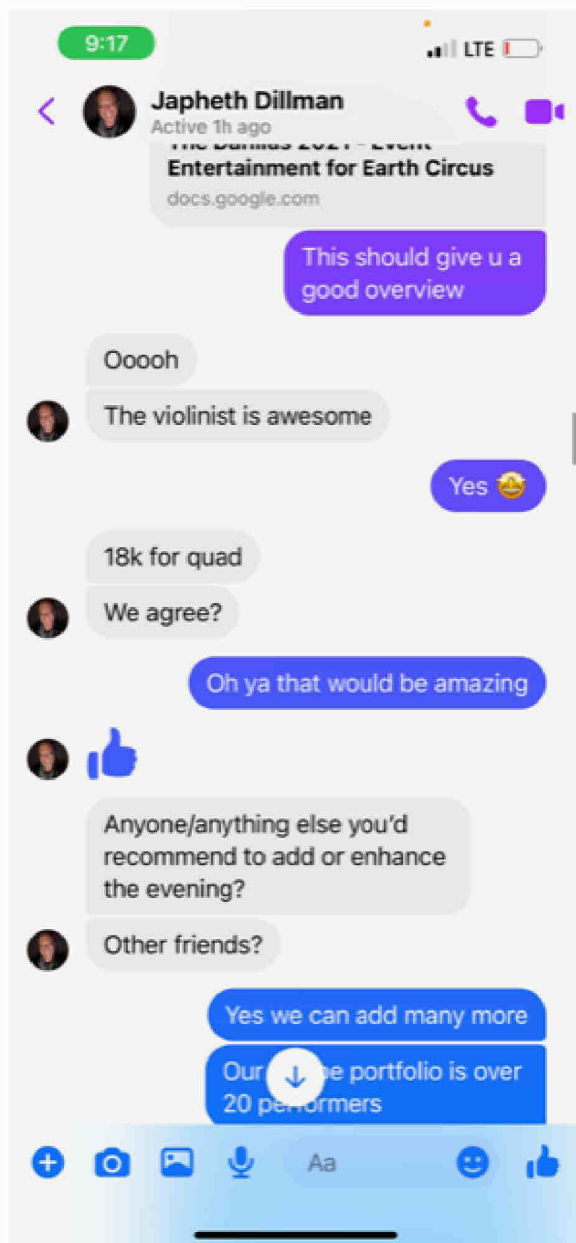 9:17
LTE
Japheth Dillman
Active 1h ago
Entertainment for Earth Circus
docs.google.com
This should give u a
good overview
Ooooh
The violinist is awesome
Yes 🤩
18k for quad
We agree?
Oh ya that would be amazing
Anyone/anything else you'd
recommend to add or enhance
the evening?
Other friends?
Yes we can add many more
Our portfolio is over
20 performers
Aa